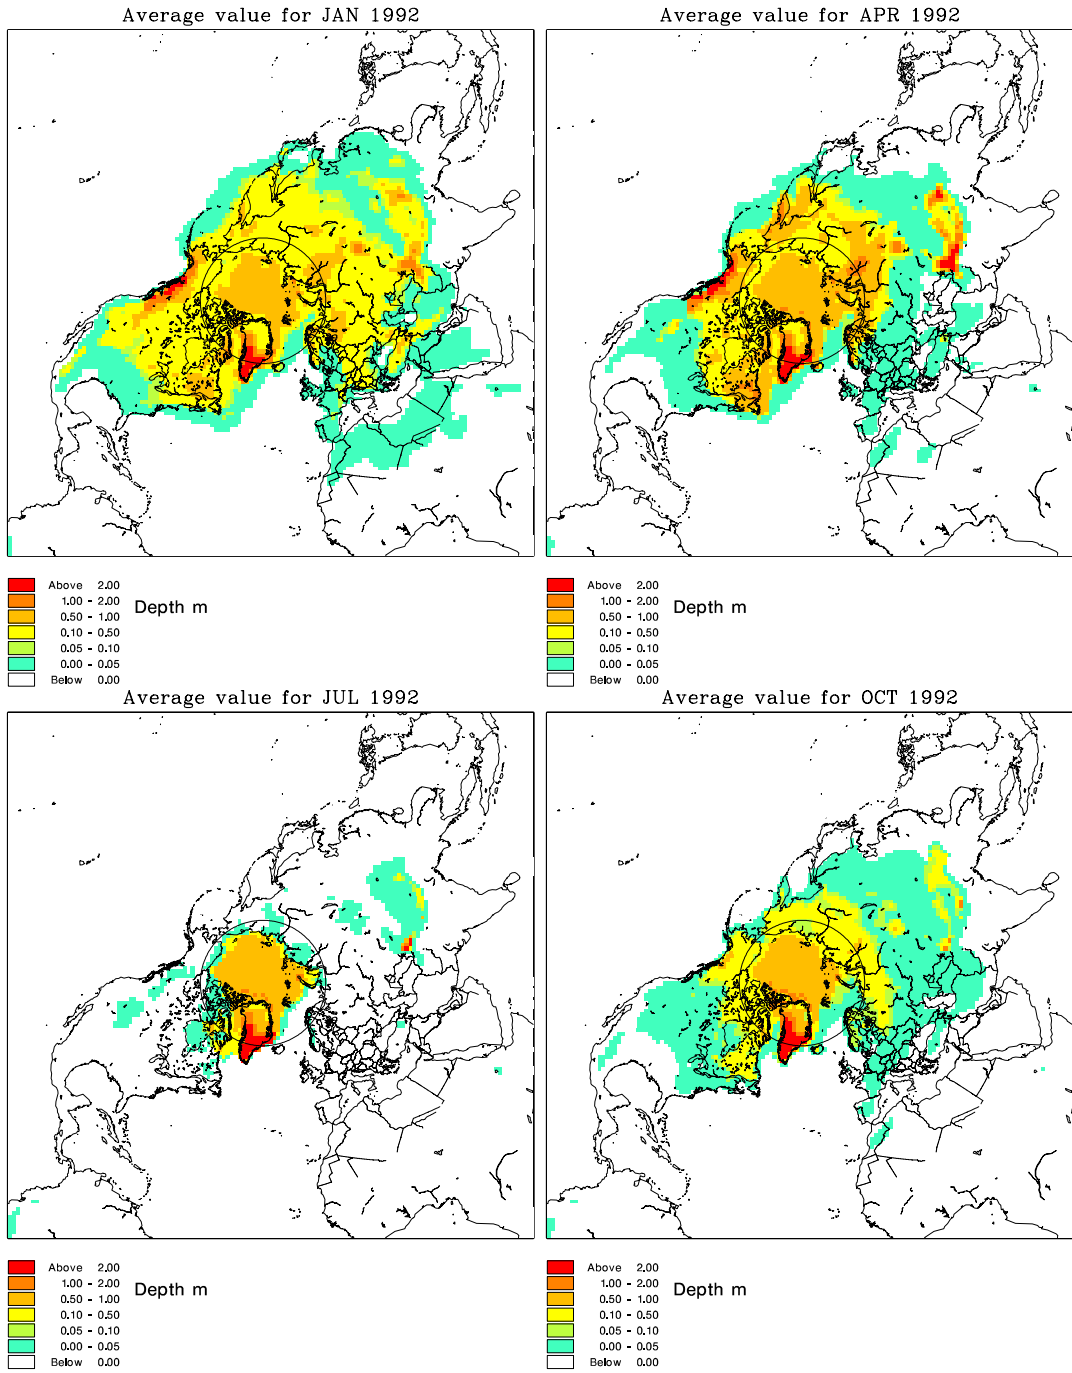 Average value for JAN 1992
Average value for APR 1992
Above 2.00
1.00 - 2.00
0.50 - 1.00
0.10 - 0.50
0.05 - 0.10
0.00 - 0.05
Below 0.00
Depth m
Above 2.00
1.00 - 2.00
0.50 - 1.00
0.10 - 0.50
0.05 - 0.10
0.00 - 0.05
Below 0.00
Depth m
Average value for JUL 1992
Average value for OCT 1992
Above 2.00
1.00 - 2.00
0.50 - 1.00
0.10 - 0.50
0.05 - 0.10
0.00 - 0.05
Below 0.00
Depth m
Above 2.00
1.00 - 2.00
0.50 - 1.00
0.10 - 0.50
0.05 - 0.10
0.00 - 0.05
Below 0.00
Depth m